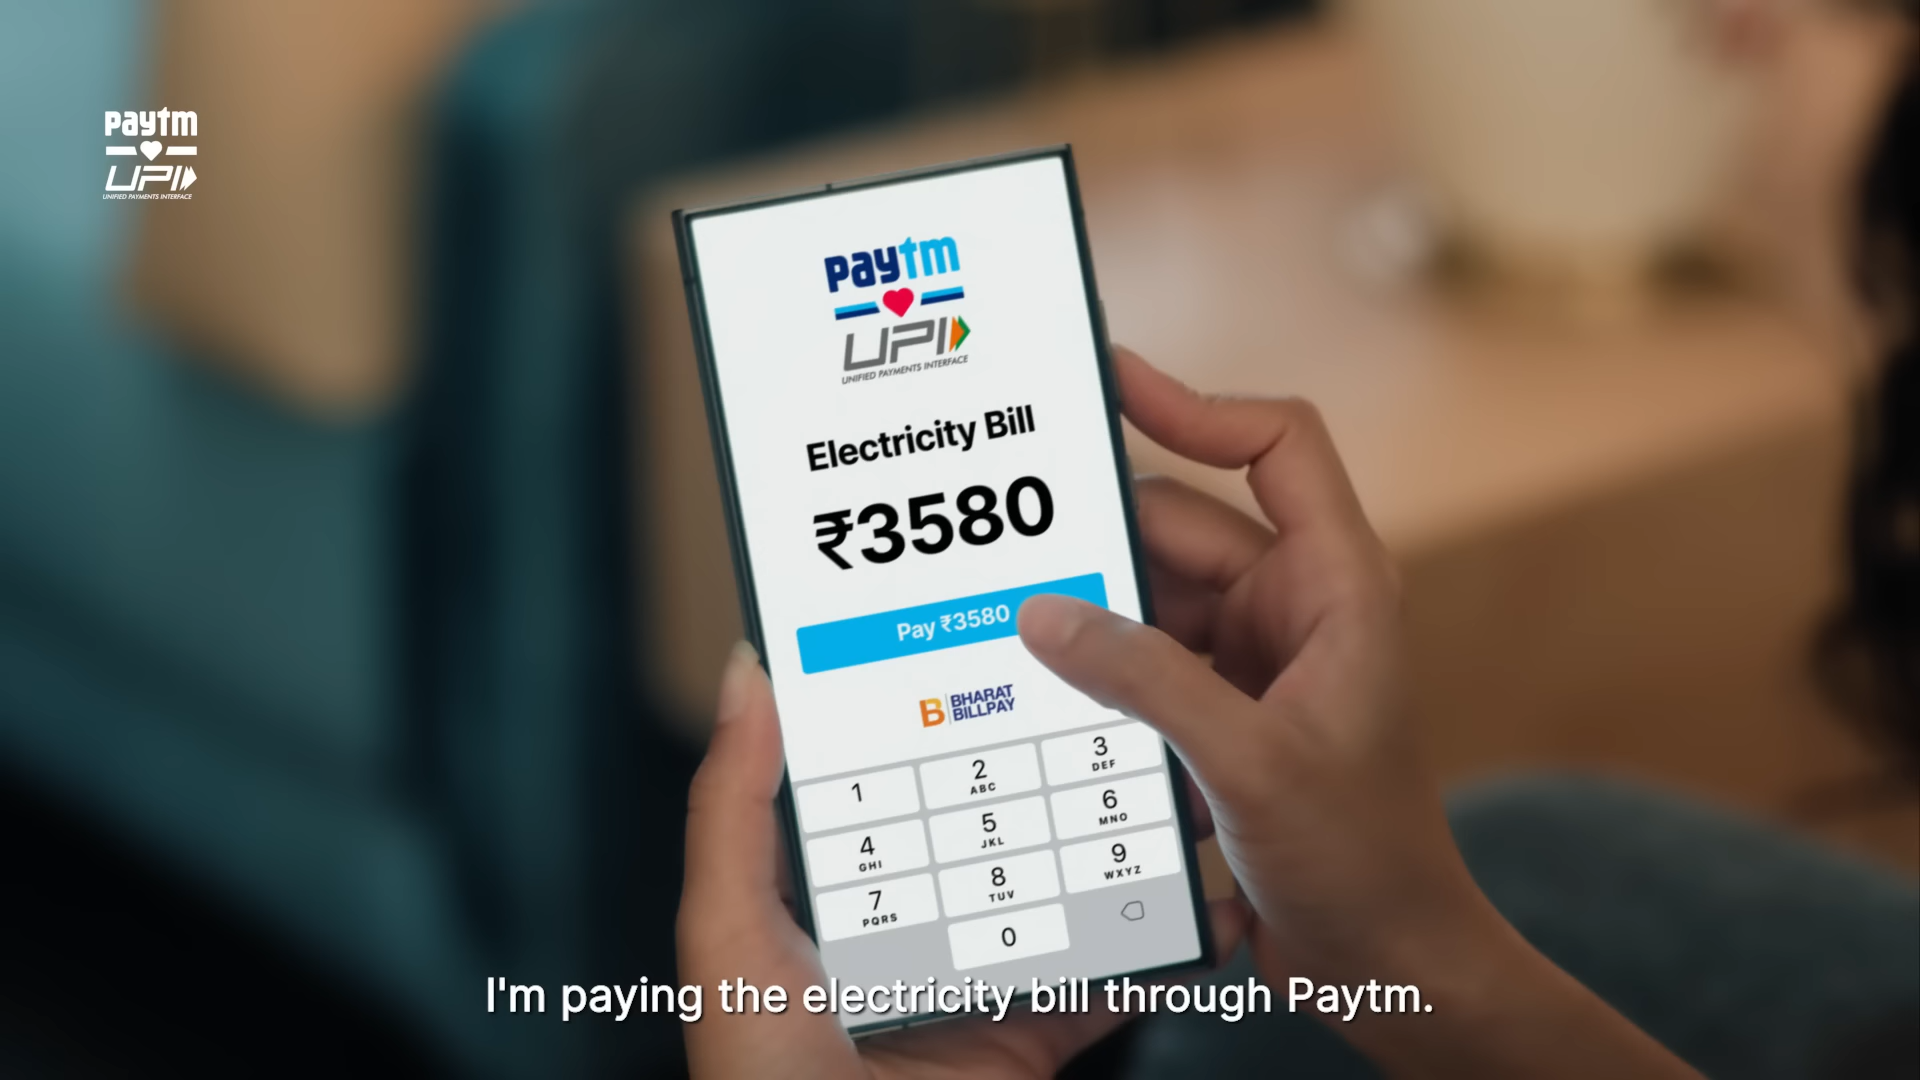 paytm
UPI
UNIFIED PAYMENTS INTERFACE
paytm
UPI
UNIFIED PAYMENTS INTERFACE
Electricity Bill
₹3580
Pay ₹3580
B BHARAT
BILLPAY
1
2
ABC
3
DEF
4
GHI
5
JKL
6
MNO
7
PQRS
8
TUV
9
WXYZ
0
I'm paying the electricity bill through Paytm.